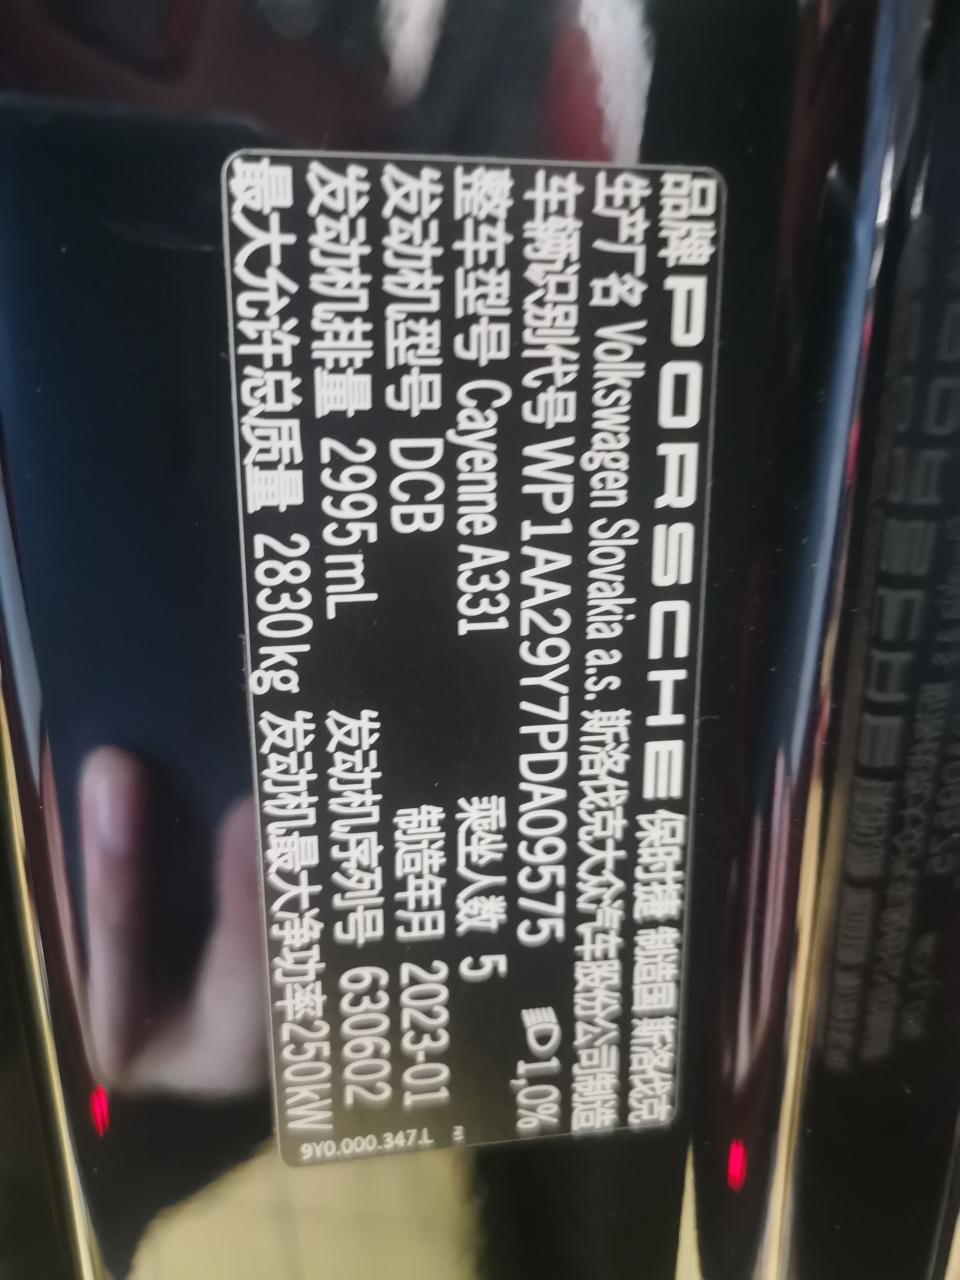 品牌 PORSCHE 保时捷 制造国 斯洛伐克
生产厂名 Volkswagen Slovakia a.s. 斯洛伐克大众汽车股份公司制造
车辆识别代号 WP1AA29Y7PDA09575 1,0%
整车型号 Cayenne A331 乘坐人数 5
发动机型号 DCB 制造年月 2023-01
发动机排量 2995mL 发动机序列号 630602
最大允许总质量 2830kg 发动机最大净功率250kW
9Y0.000.347.L